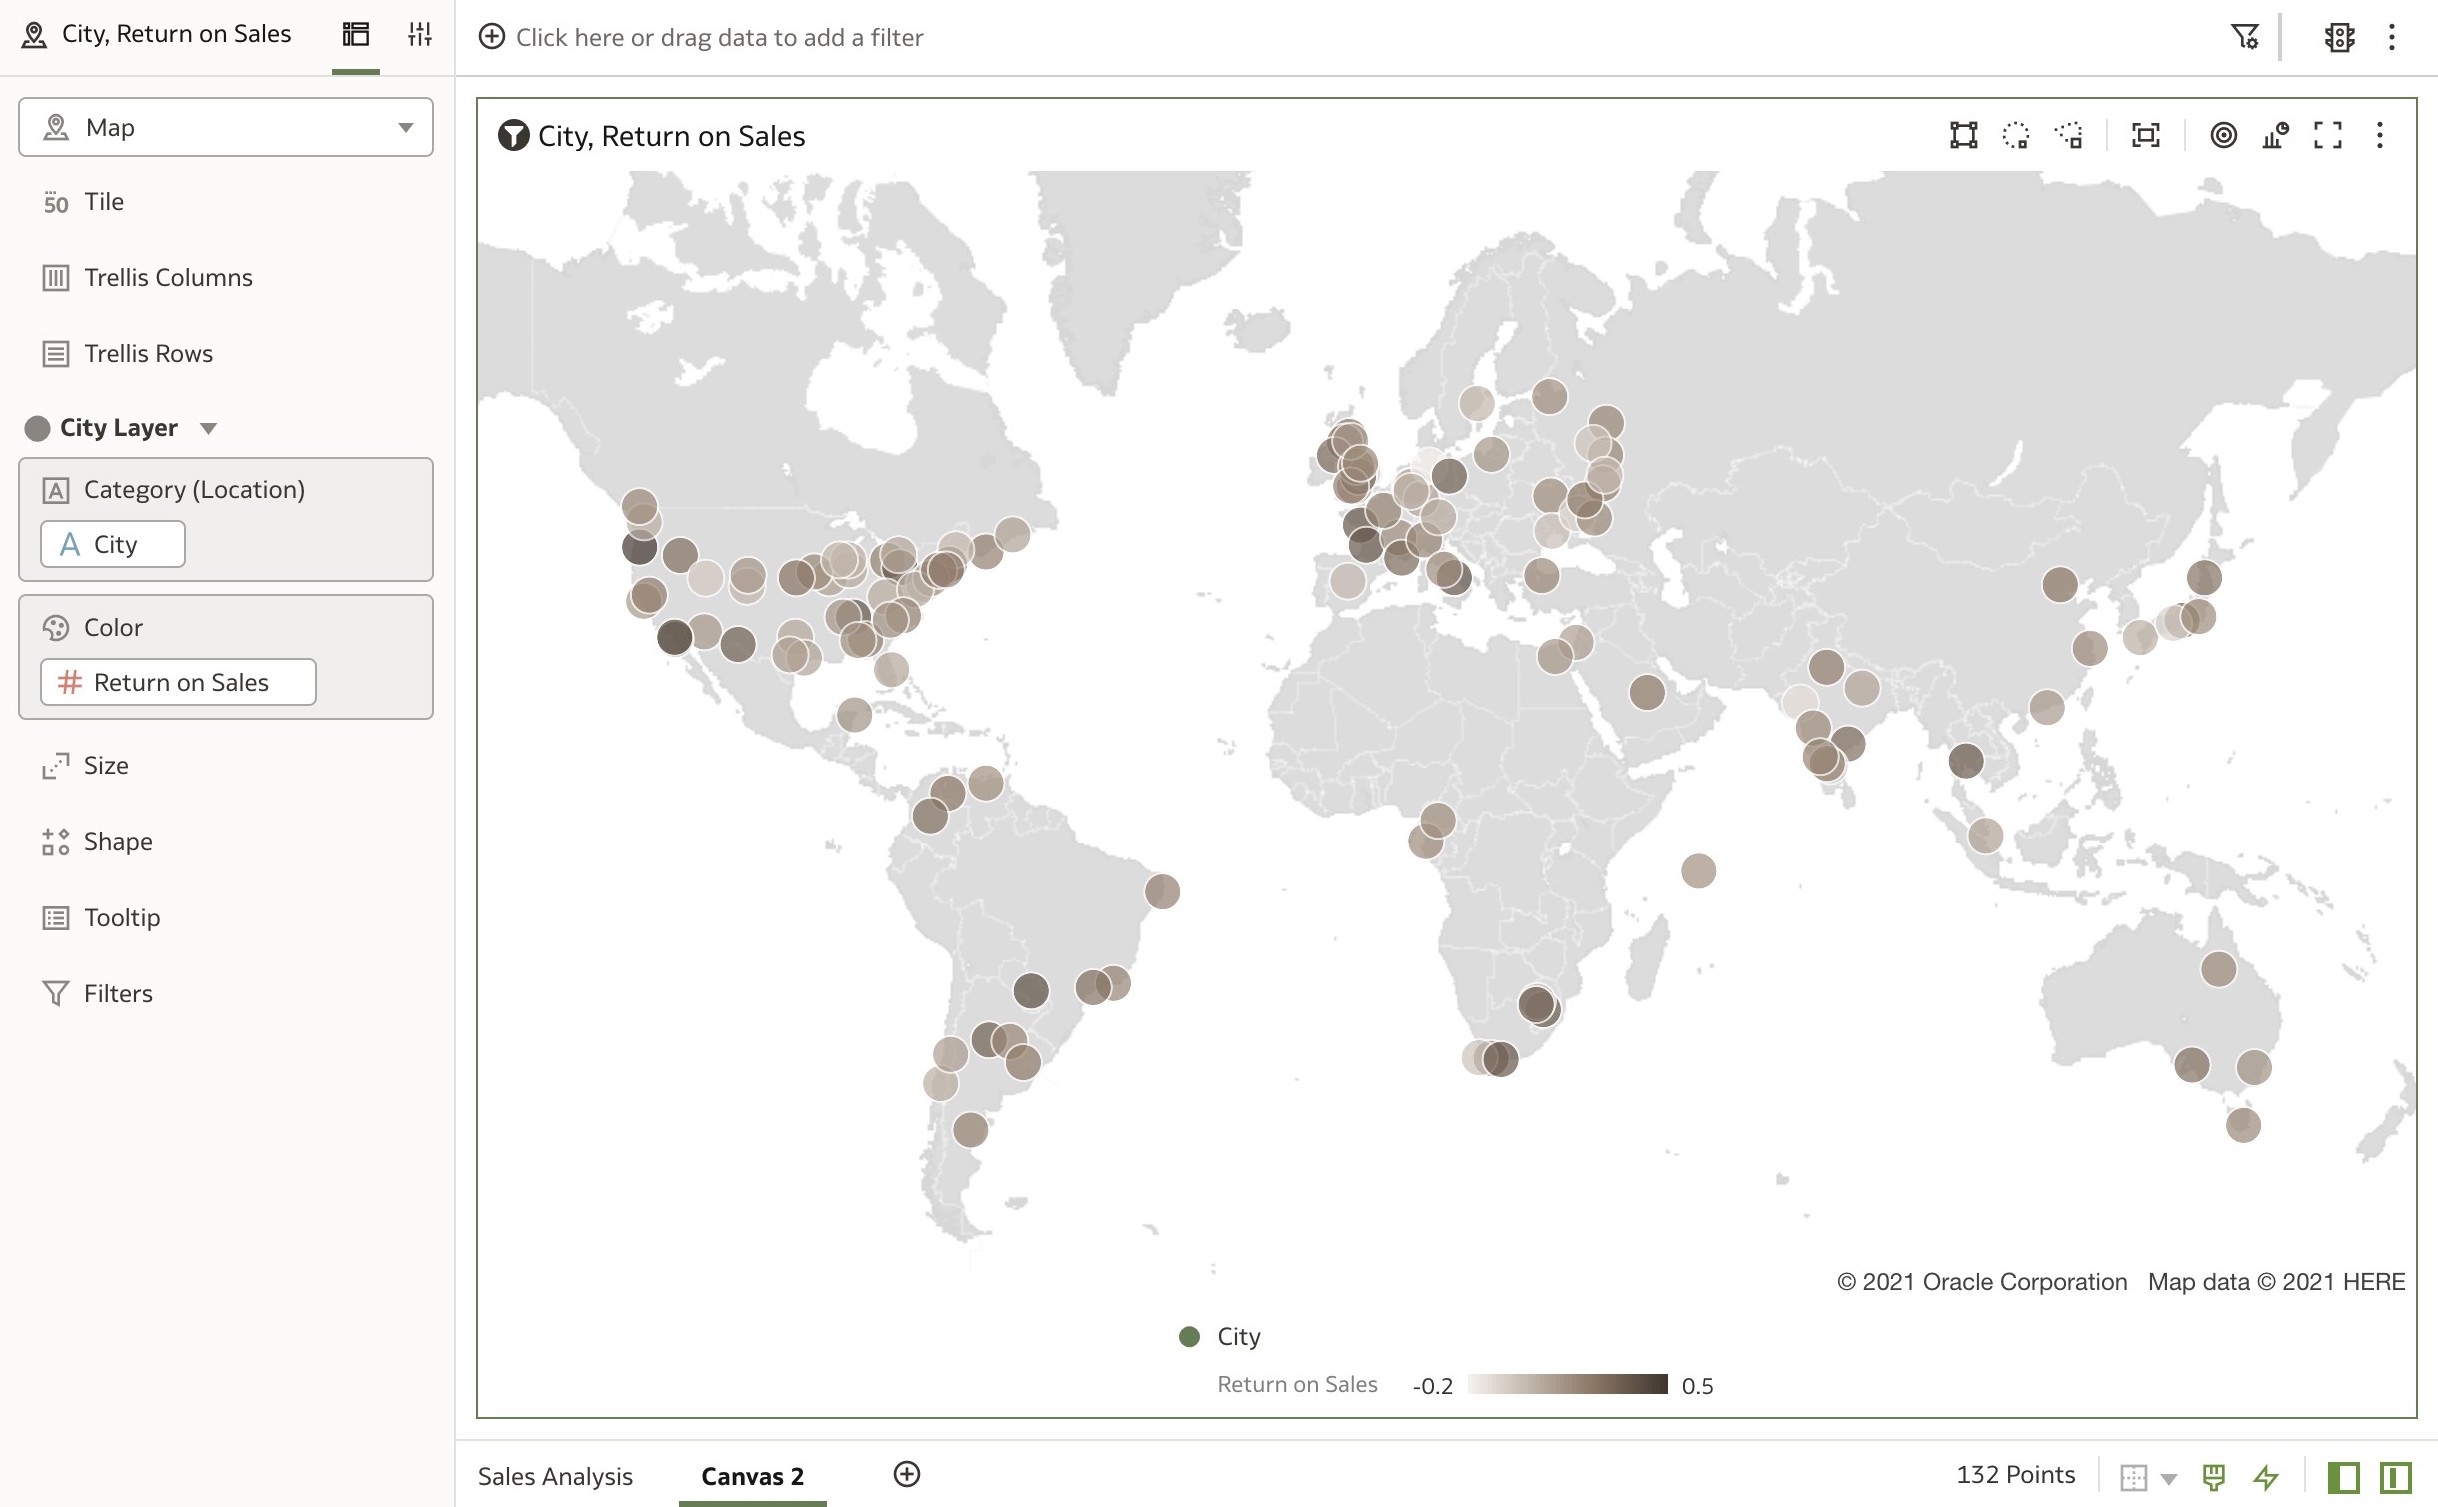 City, Return on Sales
Click here or drag data to add a filter
Map
50 Tile
Trellis Columns
Trellis Rows
City Layer
A Category (Location)
A City
Color
# Return on Sales
Size
Shape
Tooltip
Filters
City, Return on Sales
© 2021 Oracle Corporation Map data © 2021 HERE
City
Return on Sales -0.2 0.5
Sales Analysis Canvas 2 132 Points